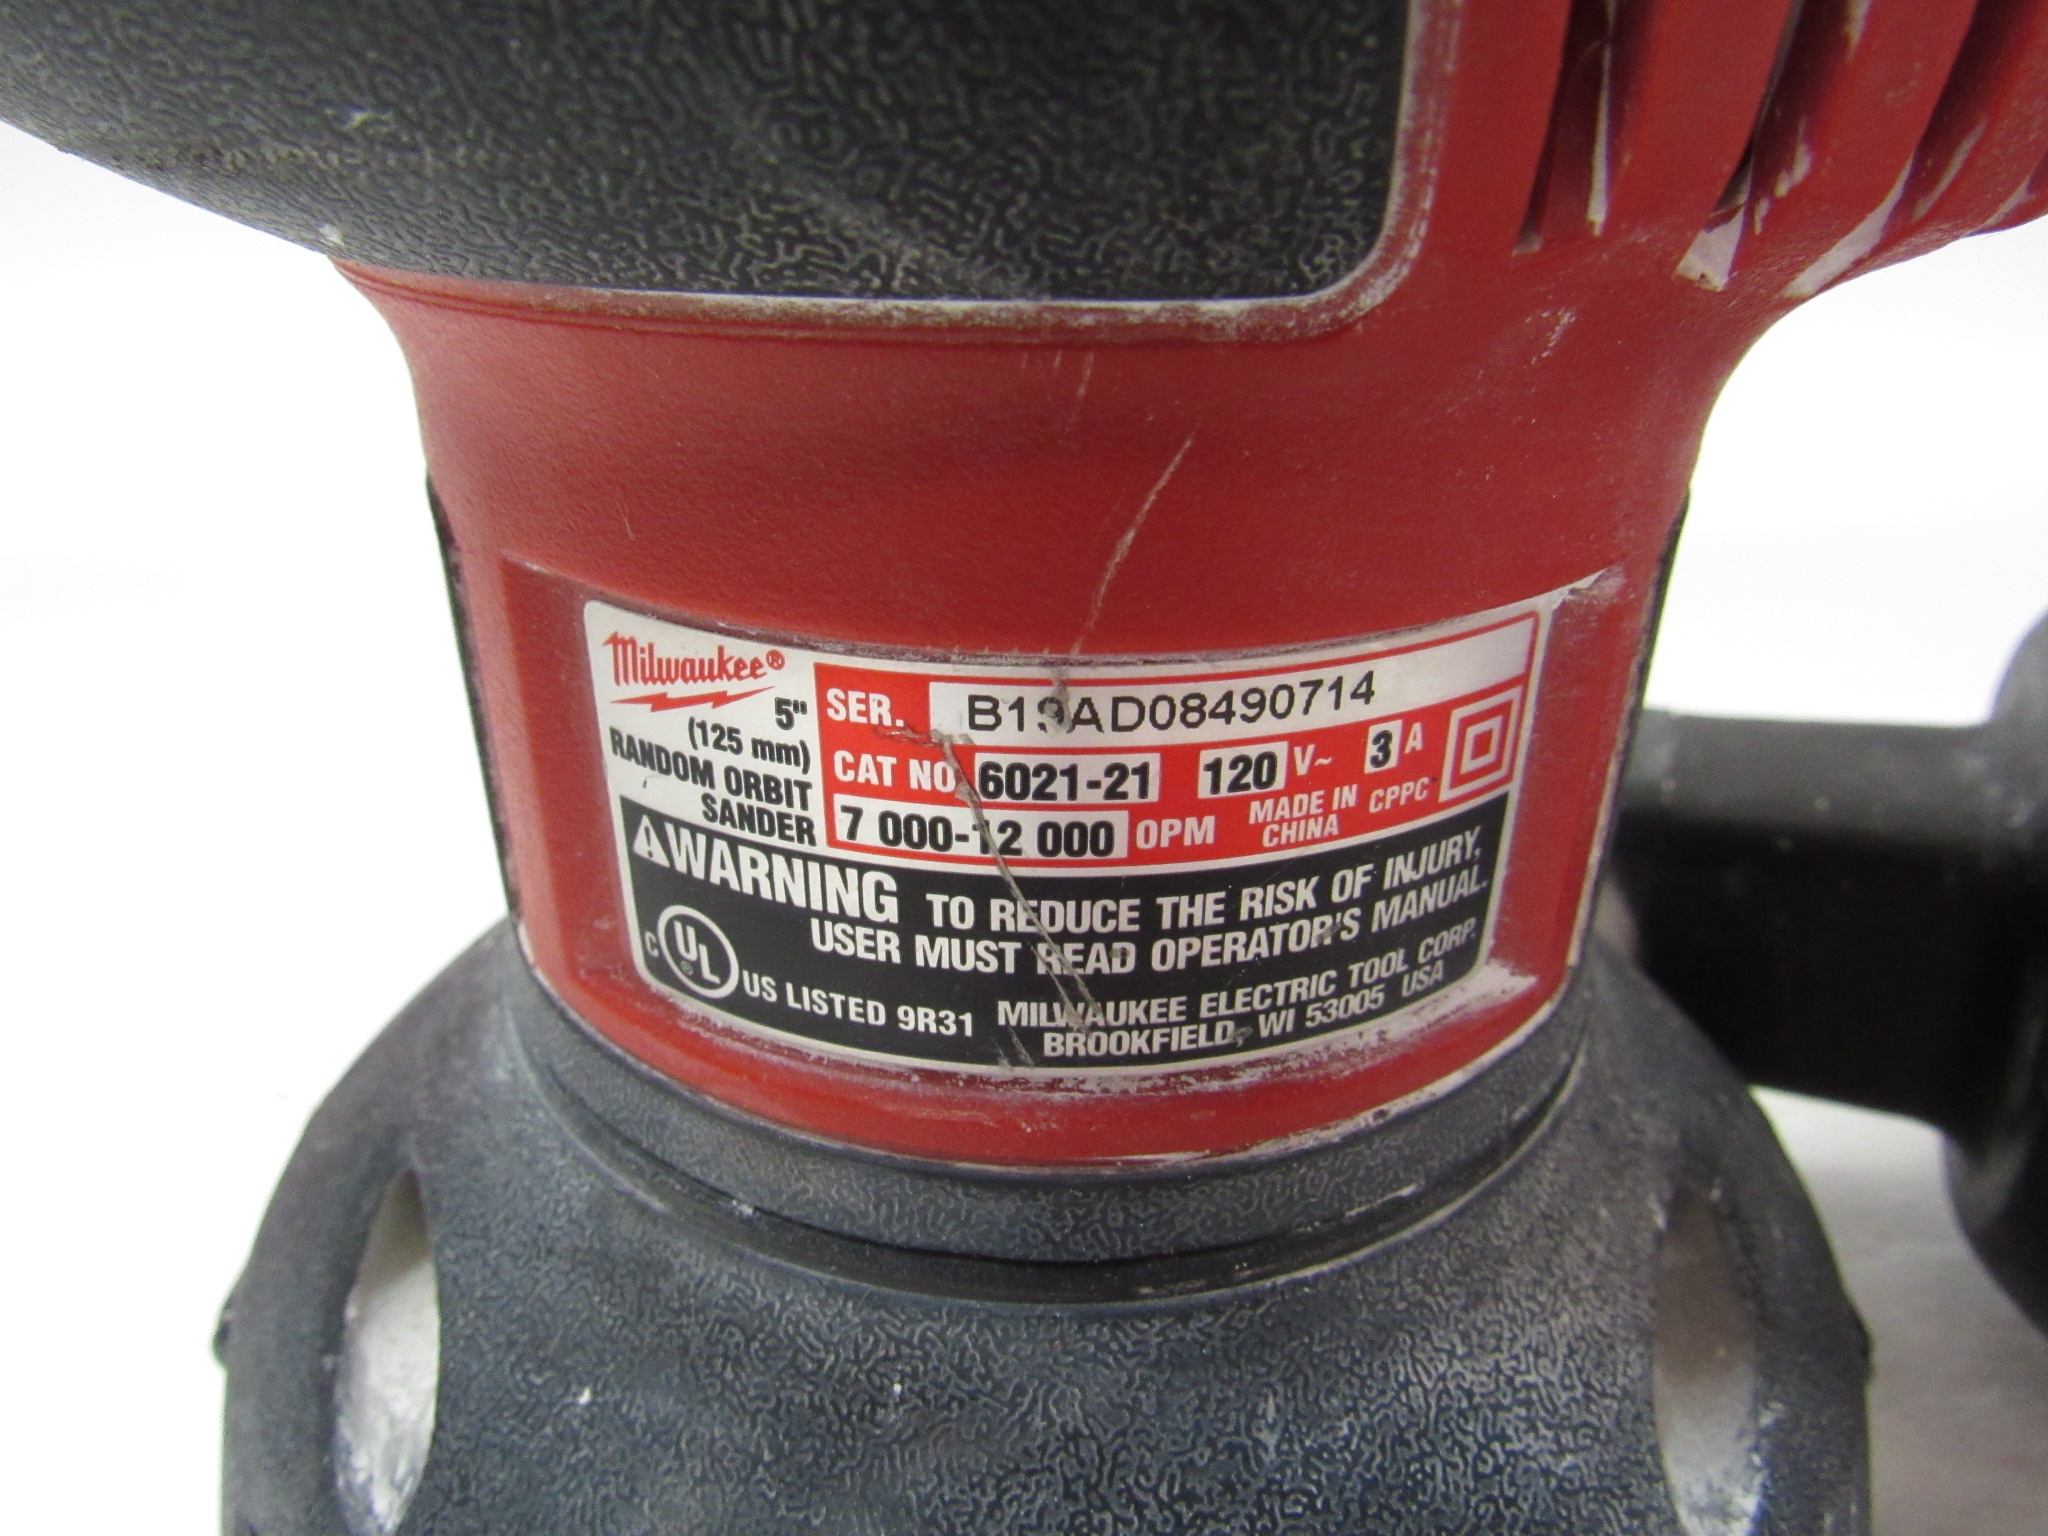 Milwaukee®
5"
(125 mm)
RANDOM ORBIT
SANDER
SER. B19AD08490714
CAT NO. 6021-21 120 V~ 3 A
7 000-12 000 OPM MADE IN CHINA CPPC
WARNING TO REDUCE THE RISK OF INJURY,
USER MUST READ OPERATOR'S MANUAL.
C UL® US LISTED 9R31
MILWAUKEE ELECTRIC TOOL CORP.
BROOKFIELD, WI 53005 USA